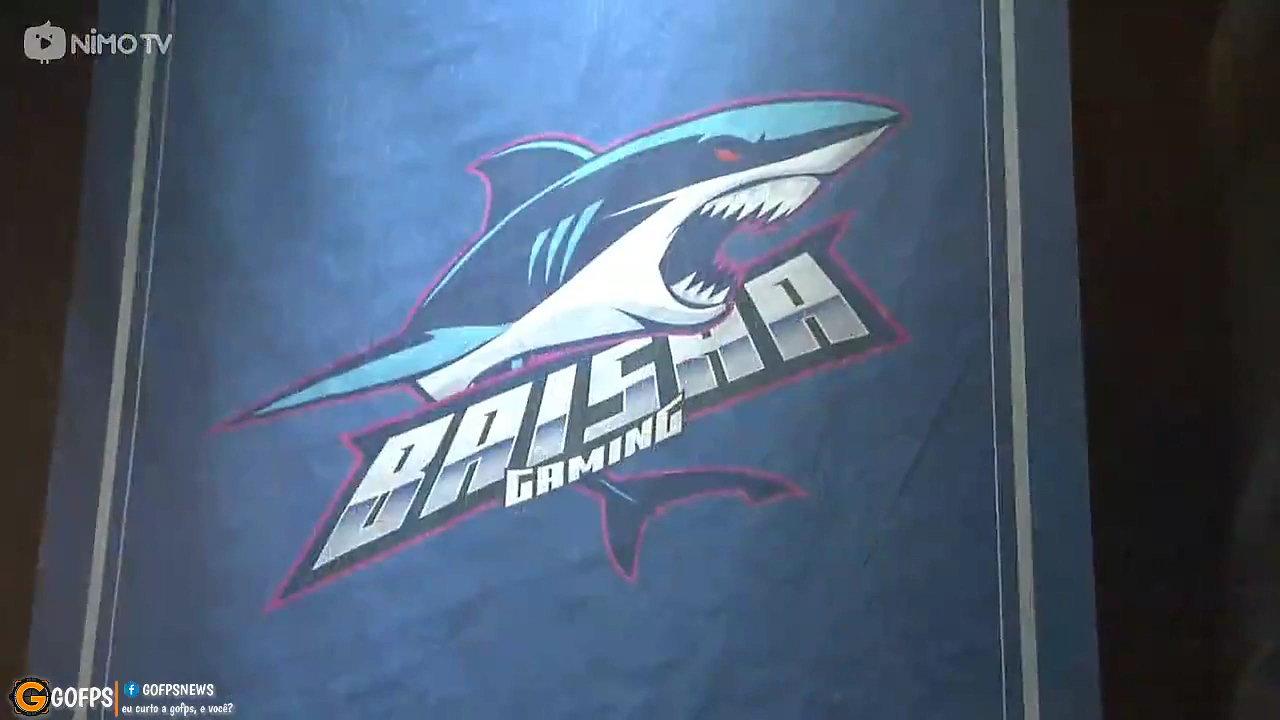 NIMO TV
BAISHA
GAMING
GOFPS
GOFPSNEWS
eu curto a gofps, e você?